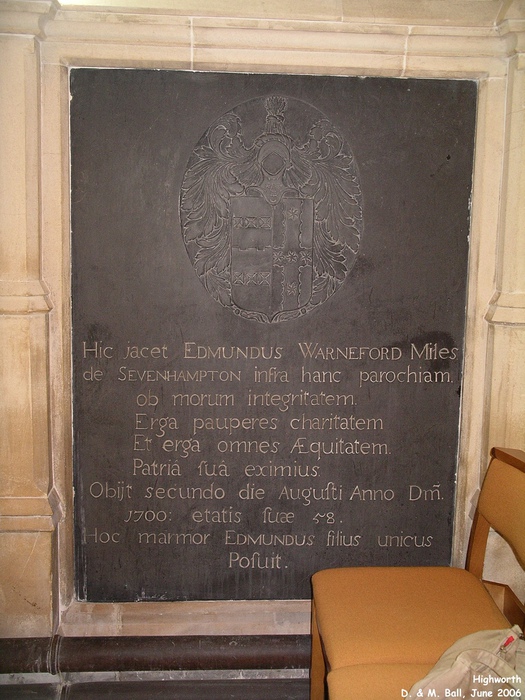 Hic jacet EDMUNDUS WARNEFORD Miles
de SEVENHAMPTON infra hanc parochiam.
ob morum integritatem.
Erga pauperes charitatem
Et erga omnes Æquitatem.
Patriâ ſuâ eximius
Obijt secundo die Auguſti Anno Dm̃.
1700: etatis ſuæ 58.
Hoc marmor EDMUNDUS filius unicus
Poſuit.
Highworth
D. & M. Ball, June 2006